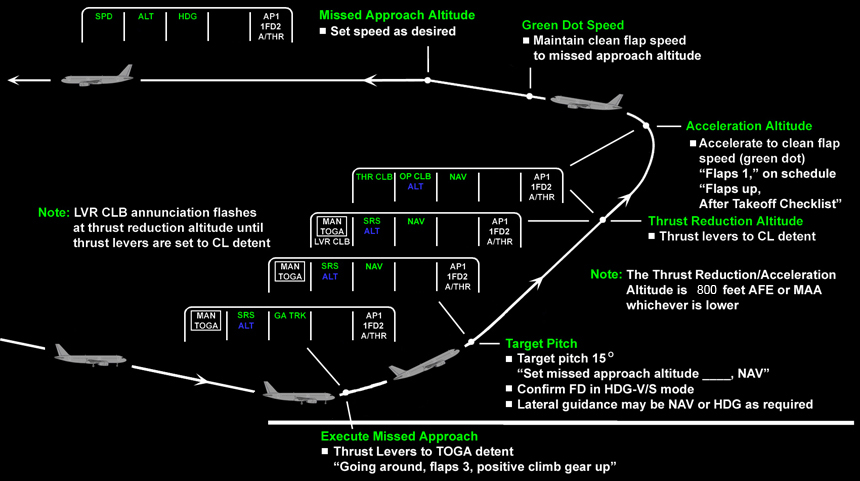 SPD ALT HDG AP1
1FD2
A/THR
Missed Approach Altitude
■ Set speed as desired
Green Dot Speed
■ Maintain clean flap speed
to missed approach altitude
Acceleration Altitude
■ Accelerate to clean flap
speed (green dot)
“Flaps 1,” on schedule
“Flaps up,
After Takeoff Checklist”
THR CLB OP CLB NAV AP1
ALT 1FD2
A/THR
Note: LVR CLB annunciation flashes
at thrust reduction altitude until
thrust levers are set to CL detent
MAN SRS NAV AP1
TOGA ALT 1FD2
LVR CLB A/THR
Thrust Reduction Altitude
■ Thrust levers to CL detent
MAN SRS NAV AP1
TOGA ALT 1FD2
A/THR
Note: The Thrust Reduction/Acceleration
Altitude is 800 feet AFE or MAA
whichever is lower
MAN SRS GA TRK AP1
TOGA ALT 1FD2
A/THR
Target Pitch
■ Target pitch 15°
“Set missed approach altitude ____, NAV”
■ Confirm FD in HDG-V/S mode
■ Lateral guidance may be NAV or HDG as required
Execute Missed Approach
■ Thrust Levers to TOGA detent
“Going around, flaps 3, positive climb gear up”